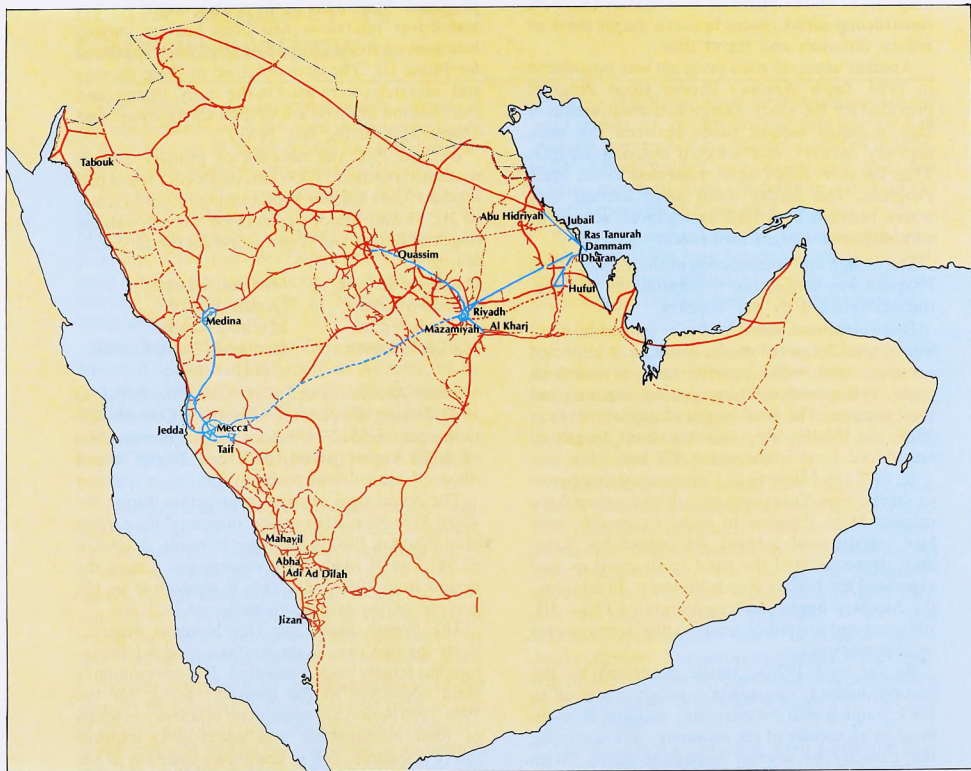 Tabouk
Abu Hidriyah
Jubail
Ras Tanurah
Dammam
Dharan
Quassim
Hufuf
Medina
Riyadh
Mazamiyah
Al Kharj
Jedda
Mecca
Taif
Mahavil
Abha
Adi Ad Dilah
Jizan